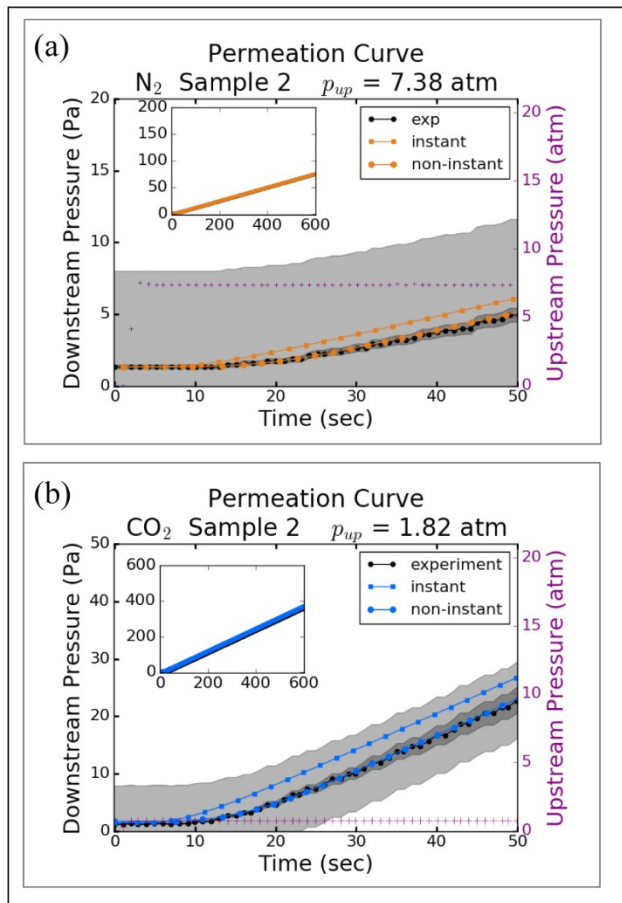 (a)
Permeation Curve
N₂ Sample 2 p_up = 7.38 atm
Downstream Pressure (Pa)
20
15
10
5
0
200
150
100
50
0
0 200 400 600
exp
instant
non-instant
20
15
10
5
0
Upstream Pressure (atm)
0 10 20 30 40 50
Time (sec)
(b)
Permeation Curve
CO₂ Sample 2 p_up = 1.82 atm
Downstream Pressure (Pa)
50
40
30
20
10
0
600
400
200
0
0 200 400 600
experiment
instant
non-instant
20
15
10
5
0
Upstream Pressure (atm)
0 10 20 30 40 50
Time (sec)